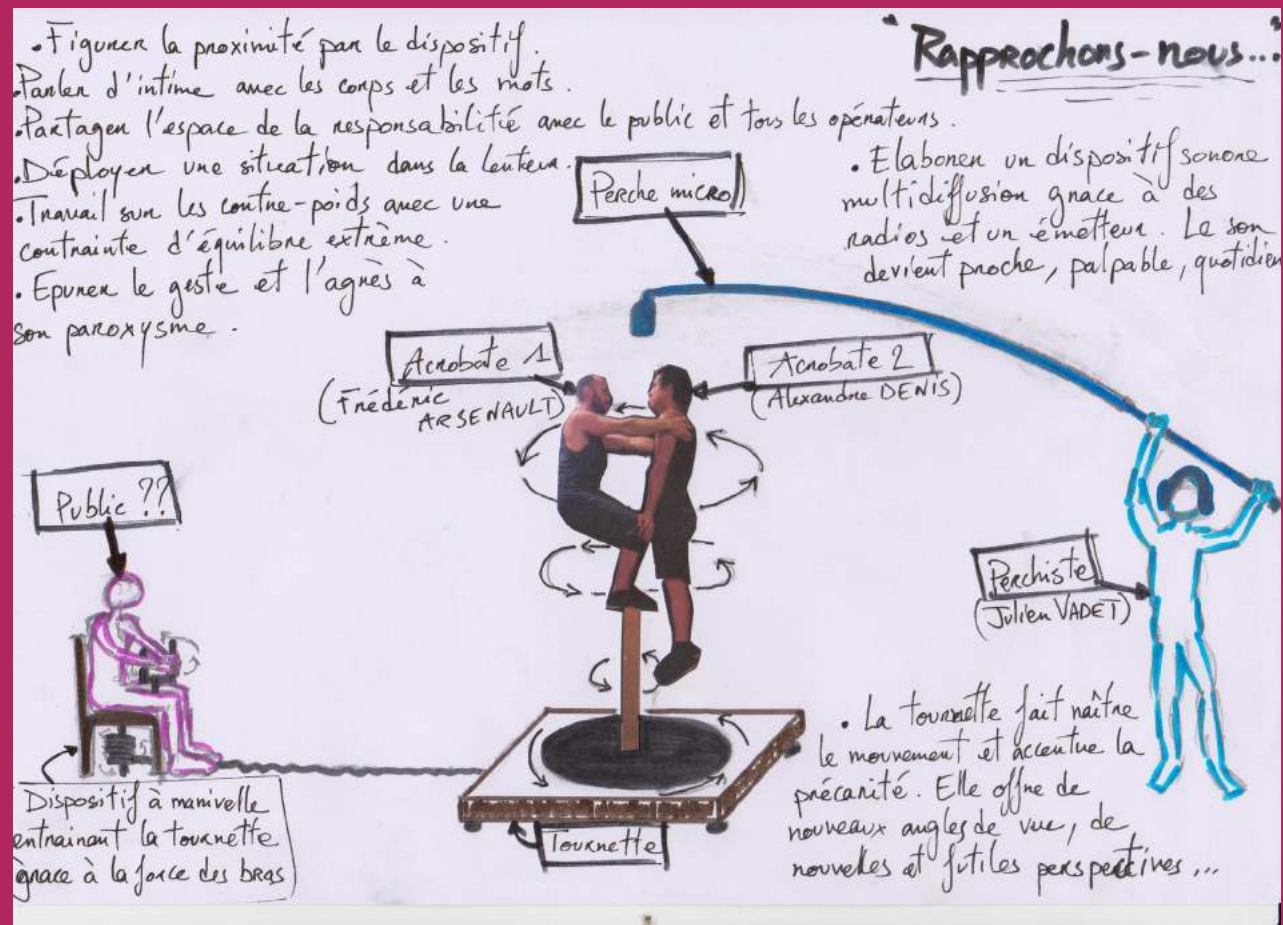 "Rapprochons-nous..."
• Figurer la proximité par le dispositif.
• Parler d'intime avec les corps et les mots.
• Partager l'espace de la responsabilité avec le public et tous les opérateurs.
• Déployer une situation dans la lenteur.
• Travail sur les contre-poids avec une
contrainte d'équilibre extrème.
• Epurer le geste et l'agrès à
son paroxysme.
• Elaborer un dispositif sonore
multidiffusion grace à des
radios et un émetteur. Le son
devient proche, palpable, quotidien
Perche micro
Acrobate 1
(Frédéric
ARSENAULT)
Acrobate 2
(Alexandre DENIS)
Public ??
Perchiste
(Julien VADET)
Dispositif à manivelle
entrainant la tournette
grace à la force des bras
Tournette
• La tournette fait naître
le mouvement et accentue la
précarité. Elle offre de
nouveaux angles de vue, de
nouvelles et futiles perspectives...